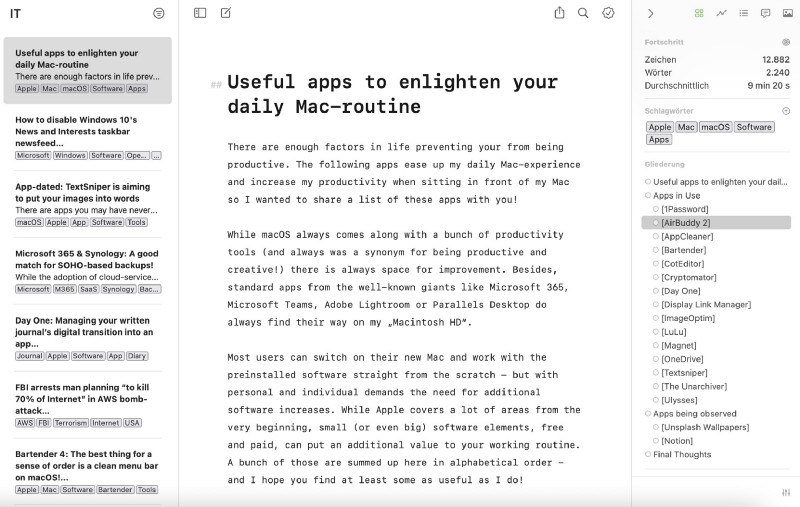 IT
Useful apps to enlighten your
daily Mac-routine
There are enough factors in life prev...
Apple Mac macOS Software Apps
How to disable Windows 10's
News and Interests taskbar
newsfeed...
Microsoft Windows Software Ope... ...
App-dated: TextSniper is aiming
to put your images into words
There are apps you may have never...
macOS Apple App Software Tools
Microsoft 365 & Synology: A good
match for SOHO-based backups!
While the adoption of cloud-service...
Microsoft M365 SaaS Synology Bac...
Day One: Managing your written
journal's digital transition into an
app...
Journal Apple Software App Diary
FBI arrests man planning “to kill
70% of Internet” in AWS bomb-
attack...
AWS FBI Terrorism Internet USA
Bartender 4: The best thing for a
sense of order is a clean menu bar
on macOS!...
Apple Mac Software Bartender Tools
## Useful apps to enlighten your
daily Mac-routine
There are enough factors in life preventing your from being
productive. The following apps ease up my daily Mac-experience
and increase my productivity when sitting in front of my Mac
so I wanted to share a list of these apps with you!
While macOS always comes along with a bunch of productivity
tools (and always was a synonym for being productive and
creative!) there is always space for improvement. Besides,
standard apps from the well-known giants like Microsoft 365,
Microsoft Teams, Adobe Lightroom or Parallels Desktop do
always find their way on my „Macintosh HD“.
Most users can switch on their new Mac and work with the
preinstalled software straight from the scratch – but with
personal and individual demands the need for additional
software increases. While Apple covers a lot of areas from the
very beginning, small (or even big) software elements, free
and paid, can put an additional value to your working routine.
A bunch of those are summed up here in alphabetical order –
and I hope you find at least some as useful as I do!
Fortschritt
Zeichen 12.882
Wörter 2.240
Durchschnittlich 9 min 20 s
Schlagwörter
Apple Mac macOS Software
Apps
Gliederung
Useful apps to enlighten your dail...
Apps in Use
[1Password]
[AirBuddy 2]
[AppCleaner]
[Bartender]
[CotEditor]
[Cryptomator]
[Day One]
[Display Link Manager]
[ImageOptim]
[LuLu]
[Magnet]
[OneDrive]
[Textsniper]
[The Unarchiver]
[Ulysses]
Apps being observed
[Unsplash Wallpapers]
[Notion]
Final Thoughts